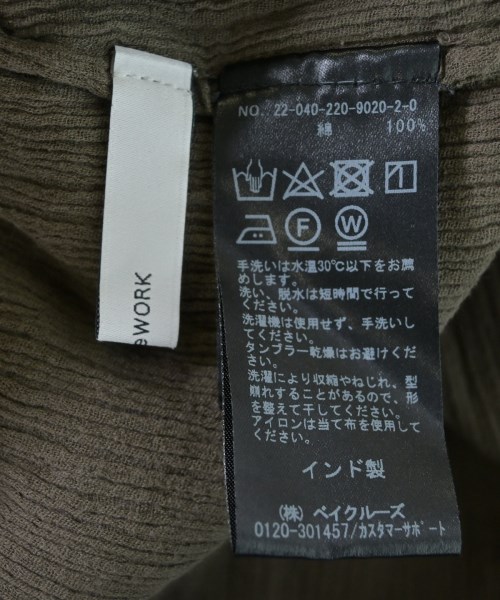 NO. 22-040-220-9020-2-0
綿 100%
F
W
手洗いは水温30℃以下をお薦
めします。
洗い、脱水は短時間で行って
ください。
洗濯機は使用せず、手洗いし
てください。
タンブラー乾燥はお避けくださ
い。
洗濯により収縮やねじれ、型
崩れすることがあるので、形
を整えて干してください。
アイロンは当て布を使用して
ください。
インド製
(株) ベイクルーズ
0120-301457/カスタマーサポート
e WORK